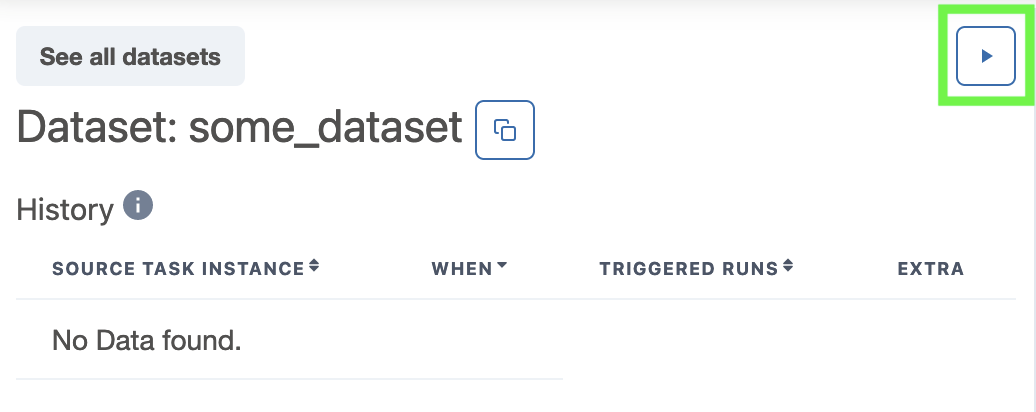 See all datasets
Dataset: some_dataset
History
SOURCE TASK INSTANCE WHEN TRIGGERED RUNS EXTRA
No Data found.